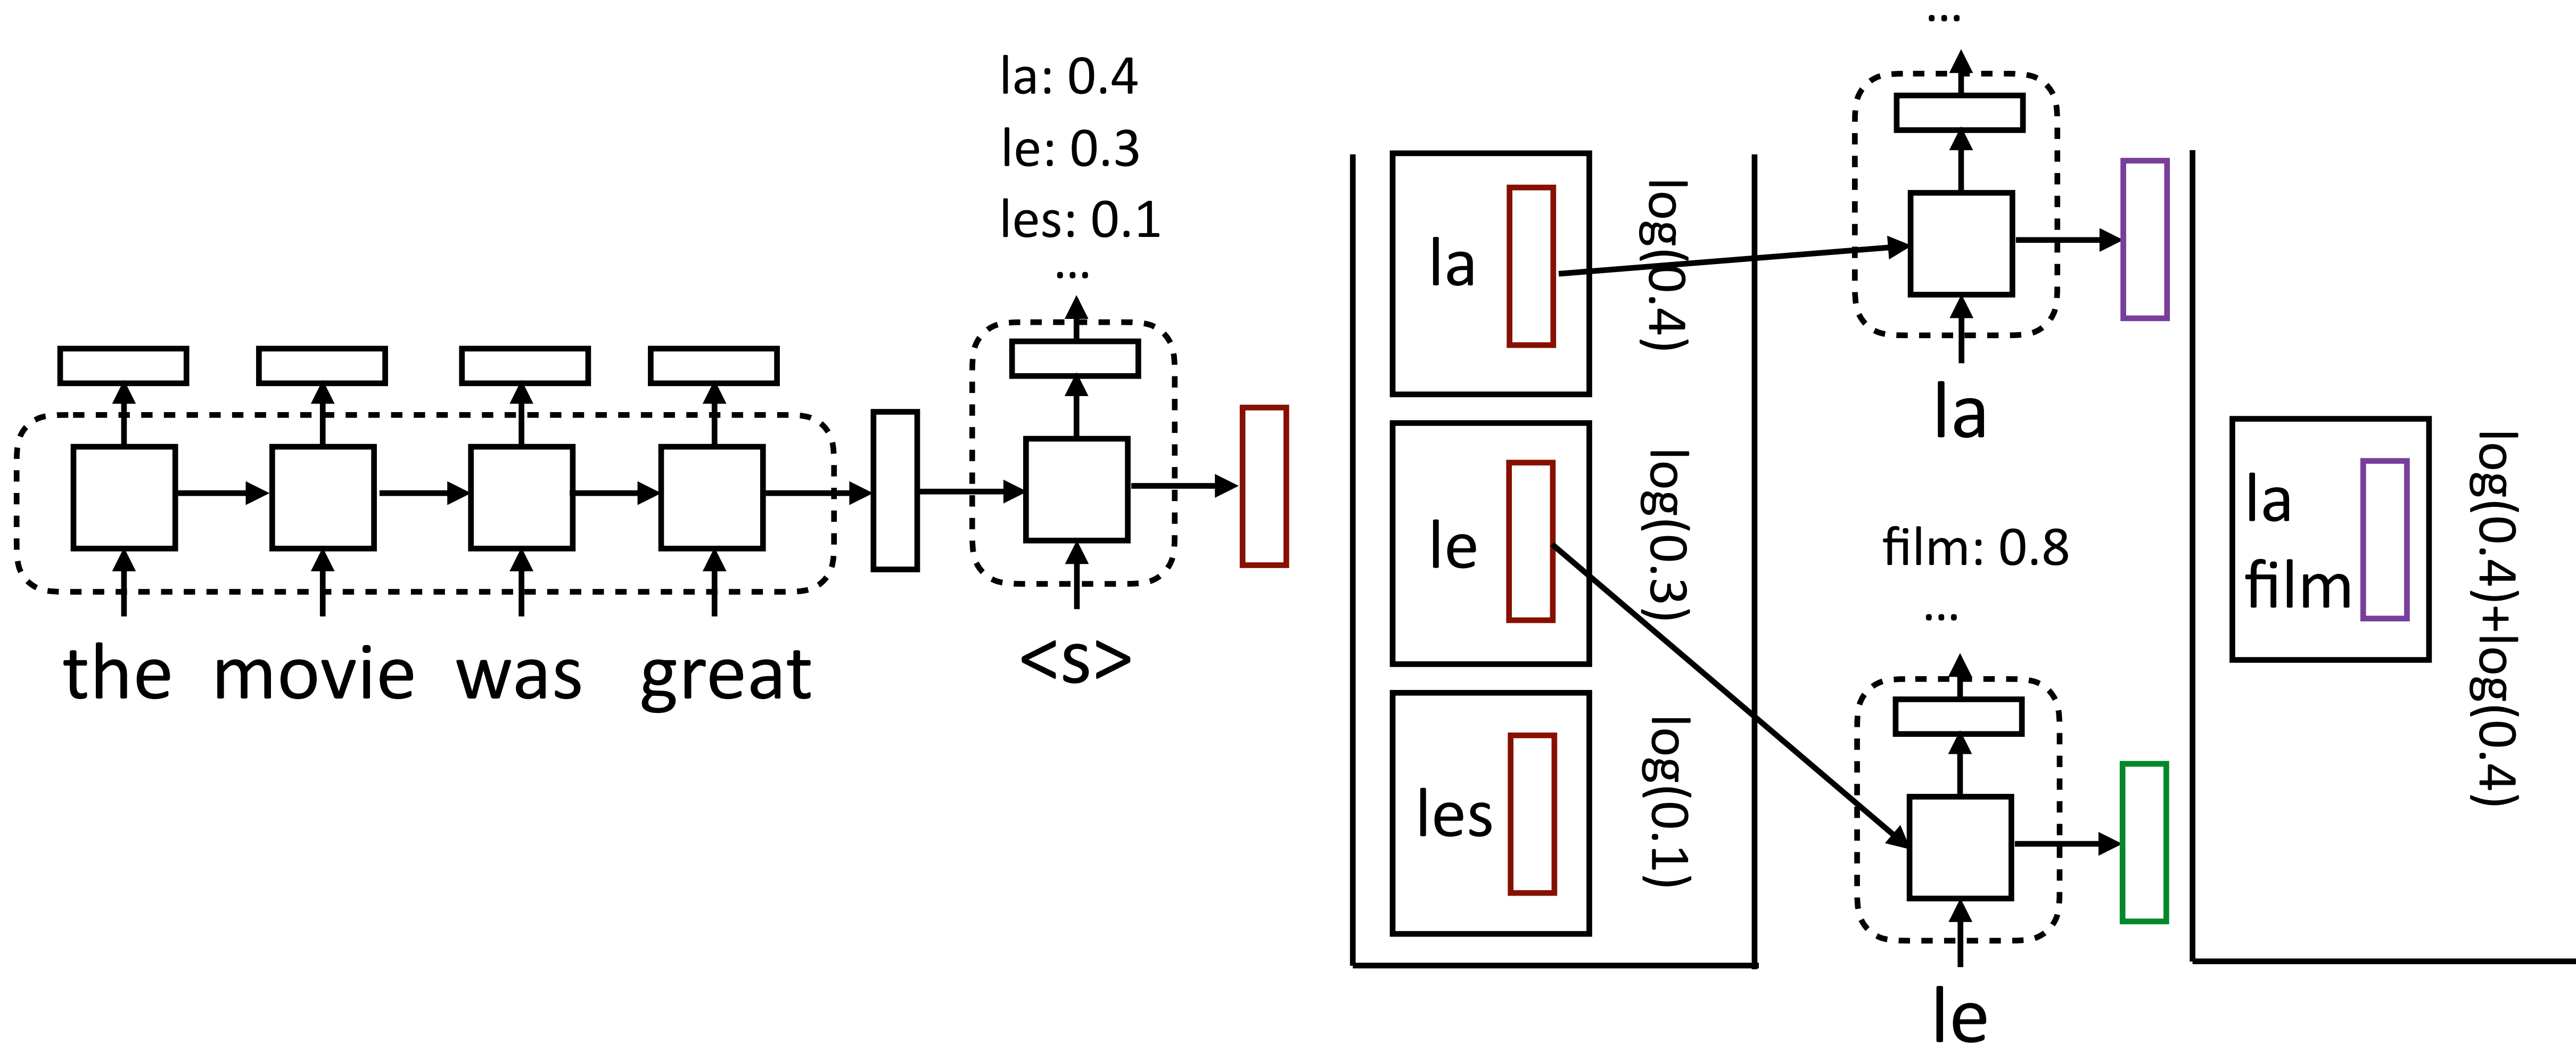 the movie was great
la: 0.4
le: 0.3
les: 0.1
...
<s>
la
log(0.4)
le
log(0.3)
les
log(0.1)
...
la
film: 0.8
...
le
la
film
log(0.4)+log(0.4)